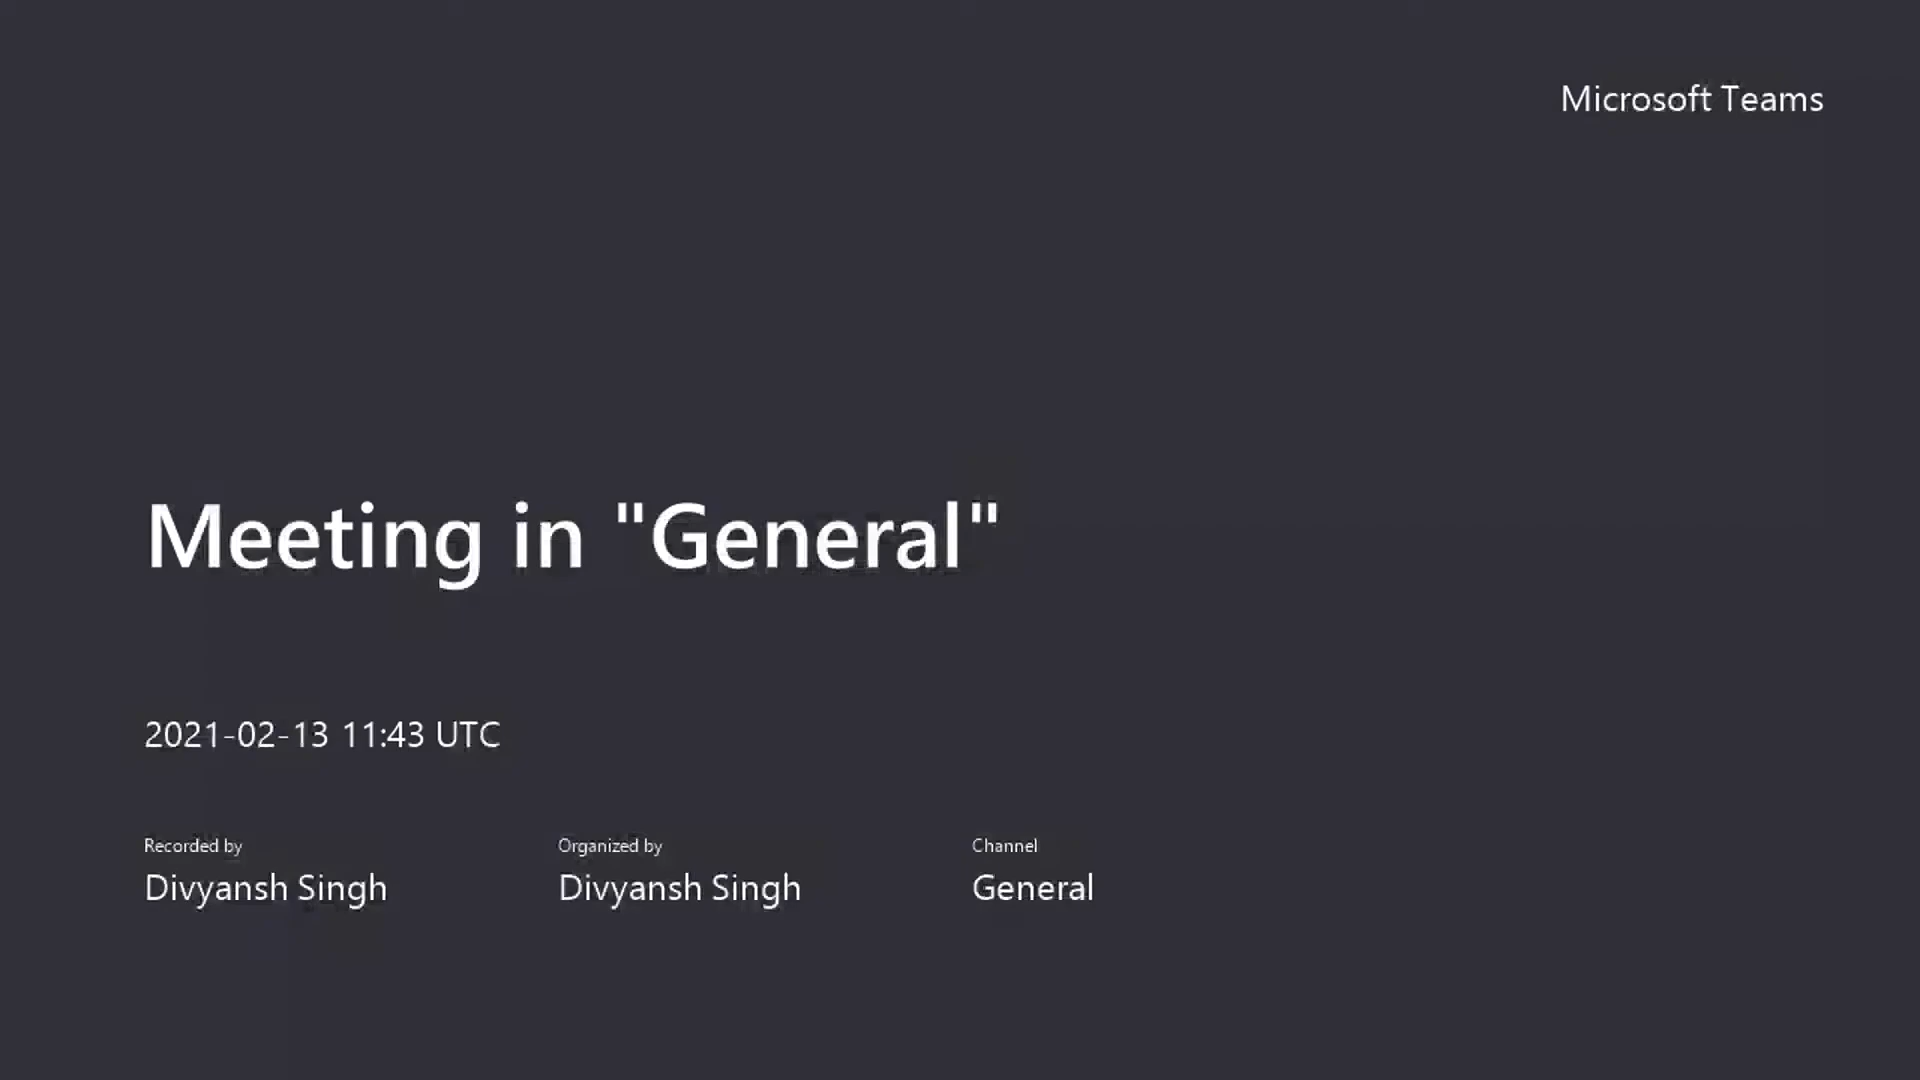 Microsoft Teams
Meeting in "General"
2021-02-13 11:43 UTC
Recorded by
Divyansh Singh
Organized by
Divyansh Singh
Channel
General